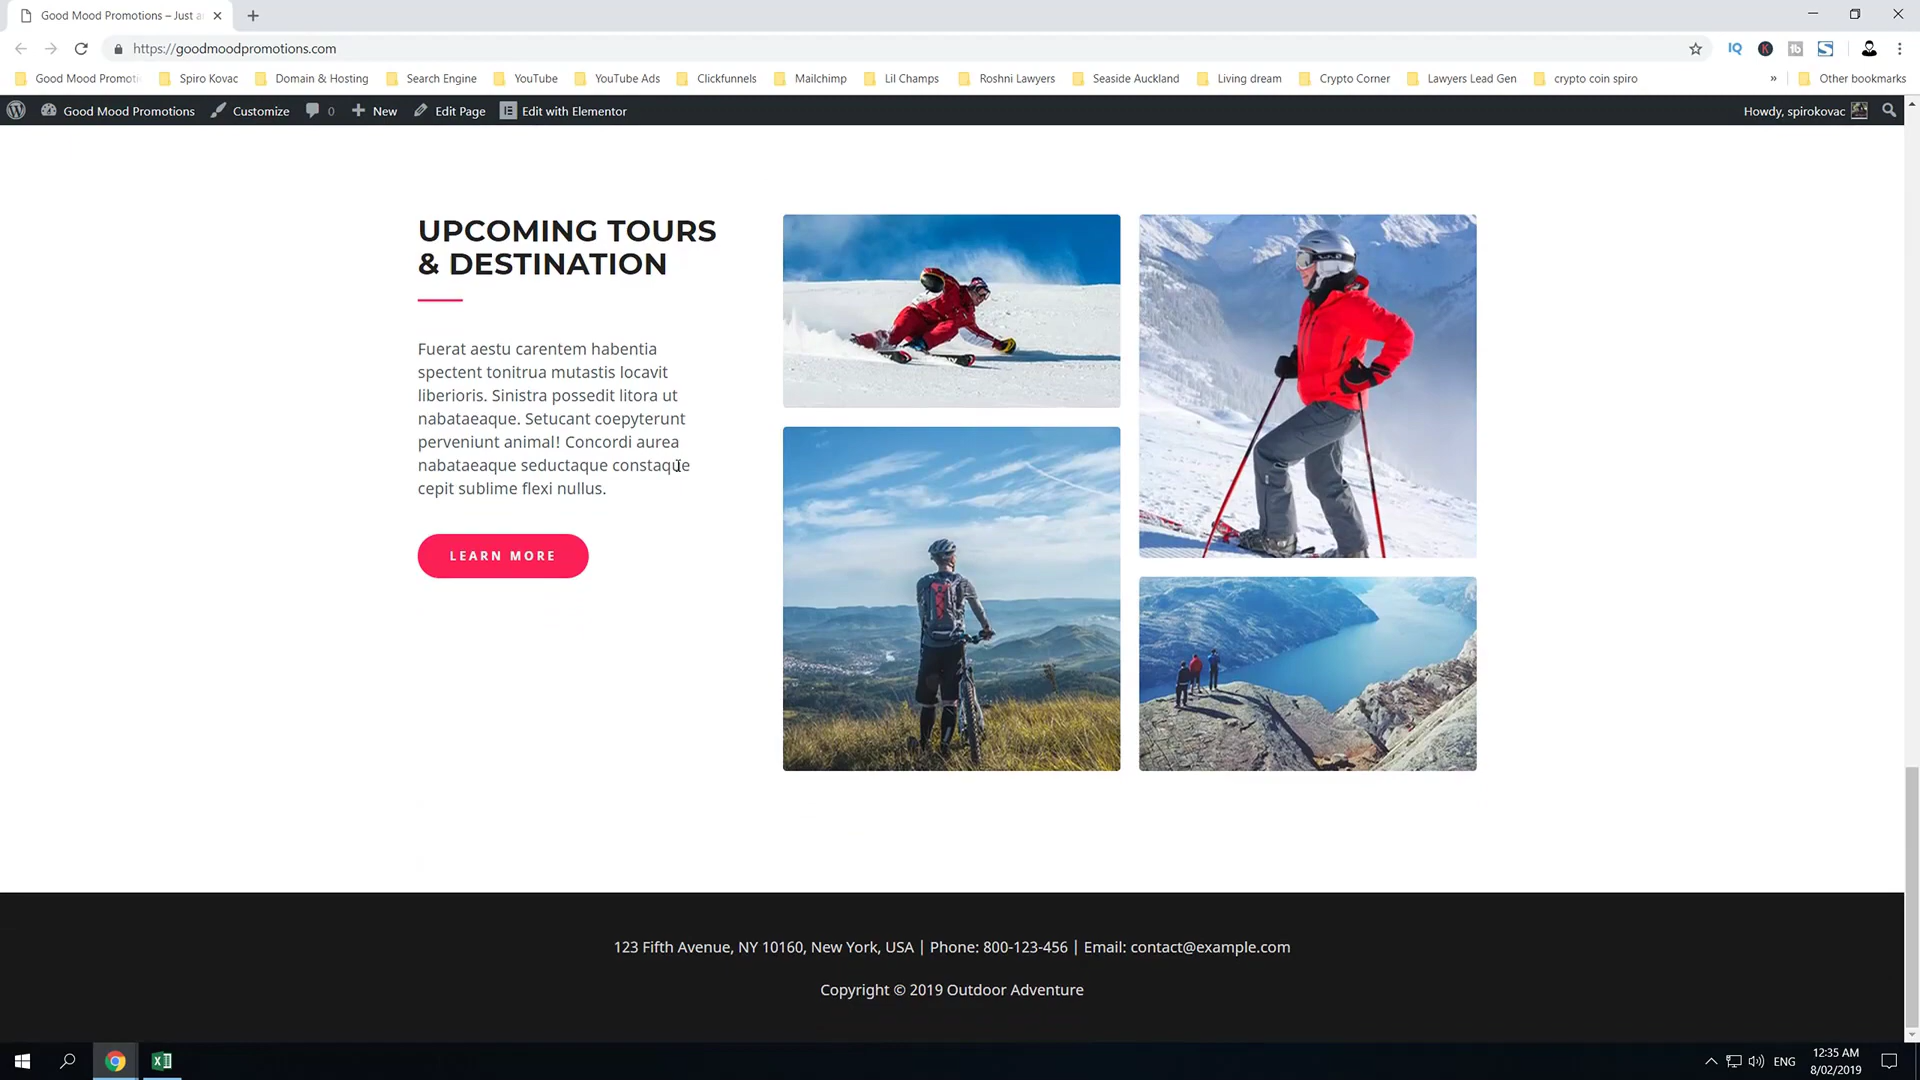 Good Mood Promotions – Just a
https://goodmoodpromotions.com
IQ
K
tb
S
Good Mood Promoti
Spiro Kovac
Domain & Hosting
Search Engine
YouTube
YouTube Ads
Clickfunnels
Mailchimp
Lil Champs
Roshni Lawyers
Seaside Auckland
Living dream
Crypto Corner
Lawyers Lead Gen
crypto coin spiro
»
Other bookmarks
Good Mood Promotions
Customize
0
New
Edit Page
Edit with Elementor
Howdy, spirokovac
UPCOMING TOURS
& DESTINATION
Fuerat aestu carentem habentia
spectent tonitrua mutastis locavit
liberioris. Sinistra possedit litora ut
nabataeaque. Setucant coepyterunt
perveniunt animal! Concordi aurea
nabataeaque seductaque constaque
cepit sublime flexi nullus.
LEARN MORE
123 Fifth Avenue, NY 10160, New York, USA | Phone: 800-123-456 | Email: contact@example.com
Copyright © 2019 Outdoor Adventure
ENG
12:35 AM
8/02/2019